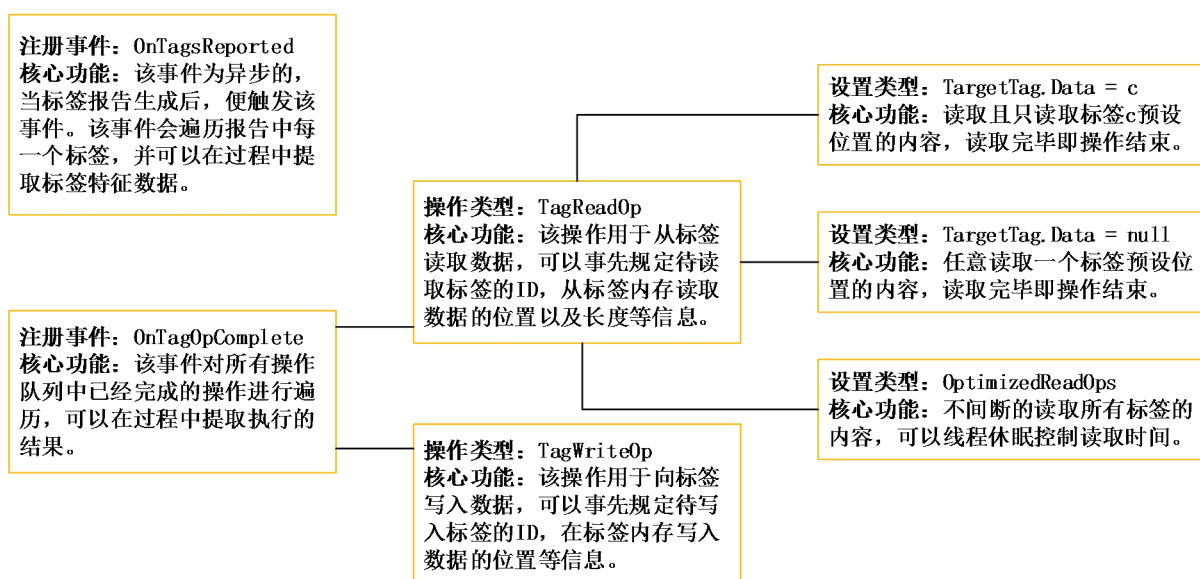 注册事件：OnTagsReported
核心功能：该事件为异步的，
当标签报告生成后，便触发该
事件。该事件会遍历报告中每
一个标签，并可以在过程中提
取标签特征数据。
注册事件：OnTagOpComplete
核心功能：该事件对所有操作
队列中已经完成的操作进行遍
历，可以在过程中提取执行的
结果。
操作类型：TagReadOp
核心功能：该操作用于从标签
读取数据，可以事先规定待读
取标签的ID，从标签内存读取
数据的位置以及长度等信息。
操作类型：TagWriteOp
核心功能：该操作用于向标签
写入数据，可以事先规定待写
入标签的ID，在标签内存写入
数据的位置等信息。
设置类型：TargetTag.Data = c
核心功能：读取且只读取标签c预设
位置的内容，读取完毕即操作结束。
设置类型：TargetTag.Data = null
核心功能：任意读取一个标签预设位
置的内容，读取完毕即操作结束。
设置类型：OptimizedReadOps
核心功能：不间断的读取所有标签的
内容，可以线程休眠控制读取时间。